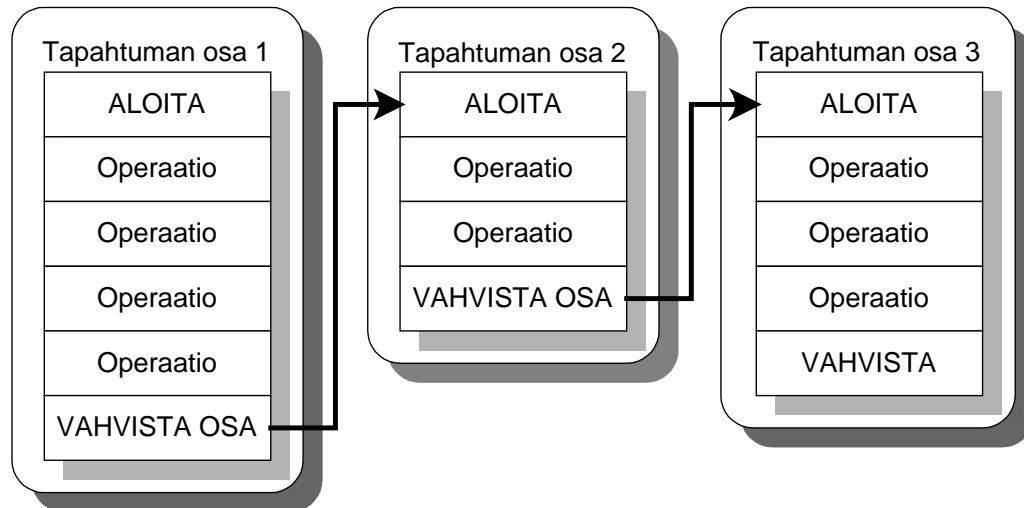 Tapahtuman osa 1
ALOITA
Operaatio
Operaatio
Operaatio
Operaatio
VAHVISTA OSA
Tapahtuman osa 2
ALOITA
Operaatio
Operaatio
VAHVISTA OSA
Tapahtuman osa 3
ALOITA
Operaatio
Operaatio
Operaatio
VAHVISTA